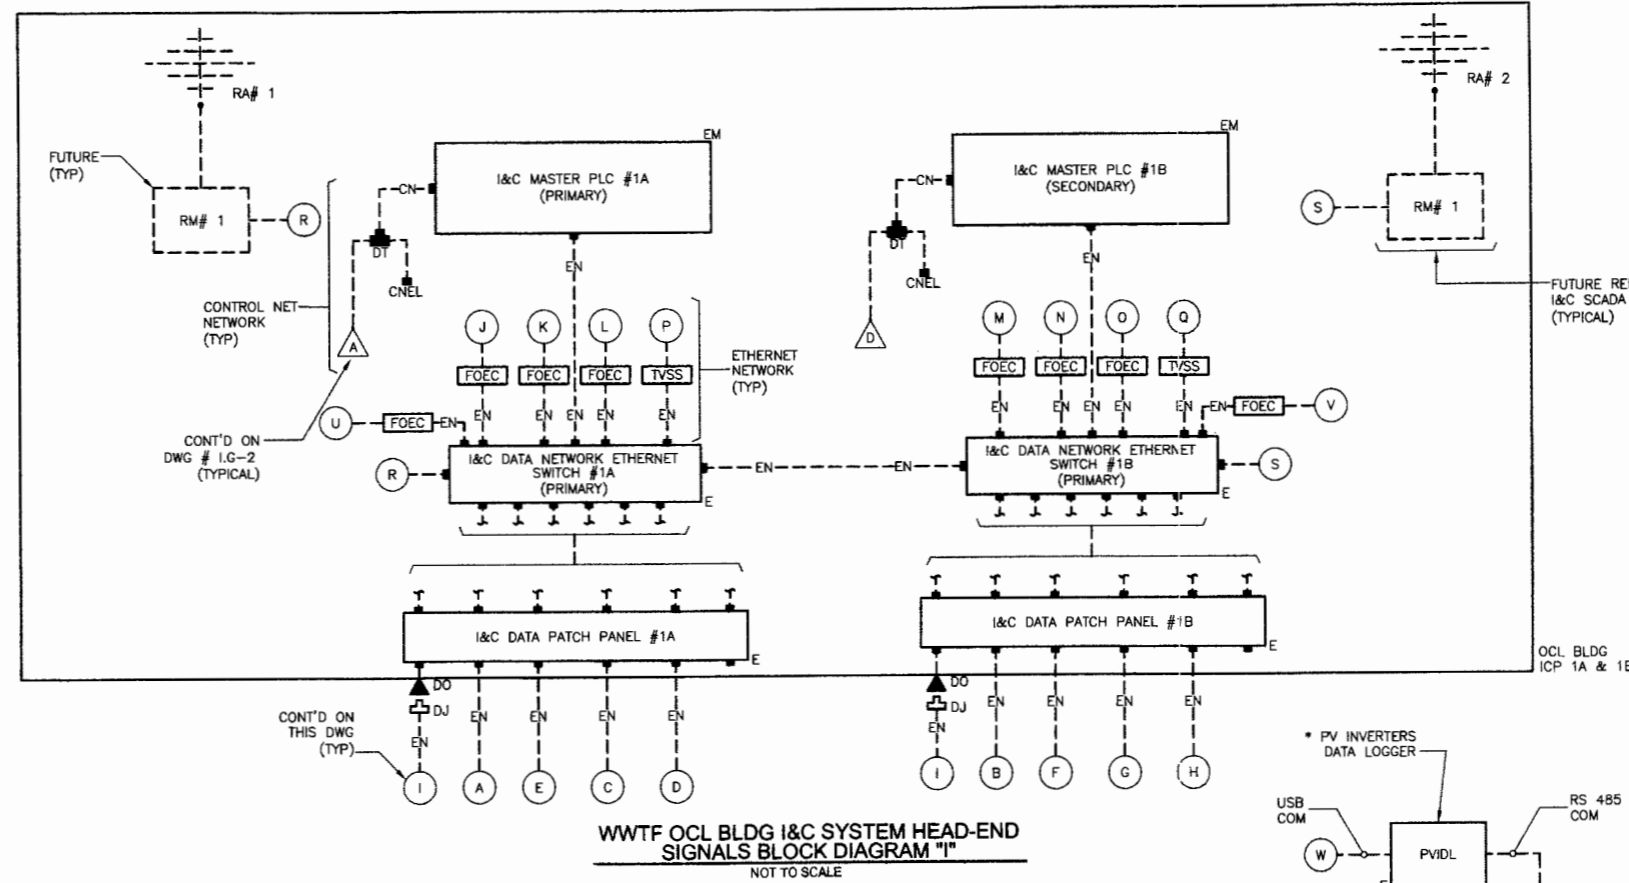 RA# 1
RA# 2
FUTURE
(TYP)
RM# 1
R
EM
I&C MASTER PLC #1A
(PRIMARY)
CN
DT
CNEL
EN
CONTROL NET
NETWORK
(TYP)
A
EM
I&C MASTER PLC #1B
(SECONDARY)
CN
DT
CNEL
EN
D
S
RM# 1
I&C SCADA
(TYPICAL)
FUTURE
J
K
L
P
FOEC
FOEC
FOEC
TVSS
ETHERNET
NETWORK
(TYP)
M
N
O
Q
FOEC
FOEC
FOEC
TVSS
EN
EN
EN
EN
EN
U
FOEC
EN
EN
EN
EN
EN
EN
EN
FOEC
V
CONT'D ON
DWG # I.G-2
(TYPICAL)
R
I&C DATA NETWORK ETHERNET
SWITCH #1A
(PRIMARY)
E
EN
EN
I&C DATA NETWORK ETHERNET
SWITCH #1B
(PRIMARY)
E
S
I&C DATA PATCH PANEL #1A
E
I&C DATA PATCH PANEL #1B
E
OCL BLDG
ICP 1A &
DO
DJ
EN
EN
EN
EN
EN
DO
DJ
EN
EN
EN
EN
EN
CONT'D ON
THIS DWG
(TYP)
I
A
E
C
D
I
B
F
G
H
WWTF OCL BLDG I&C SYSTEM HEAD-END
SIGNALS BLOCK DIAGRAM "I"
NOT TO SCALE
* PV INVERTERS
DATA LOGGER
USB
COM
RS 485
COM
W
PVIDL